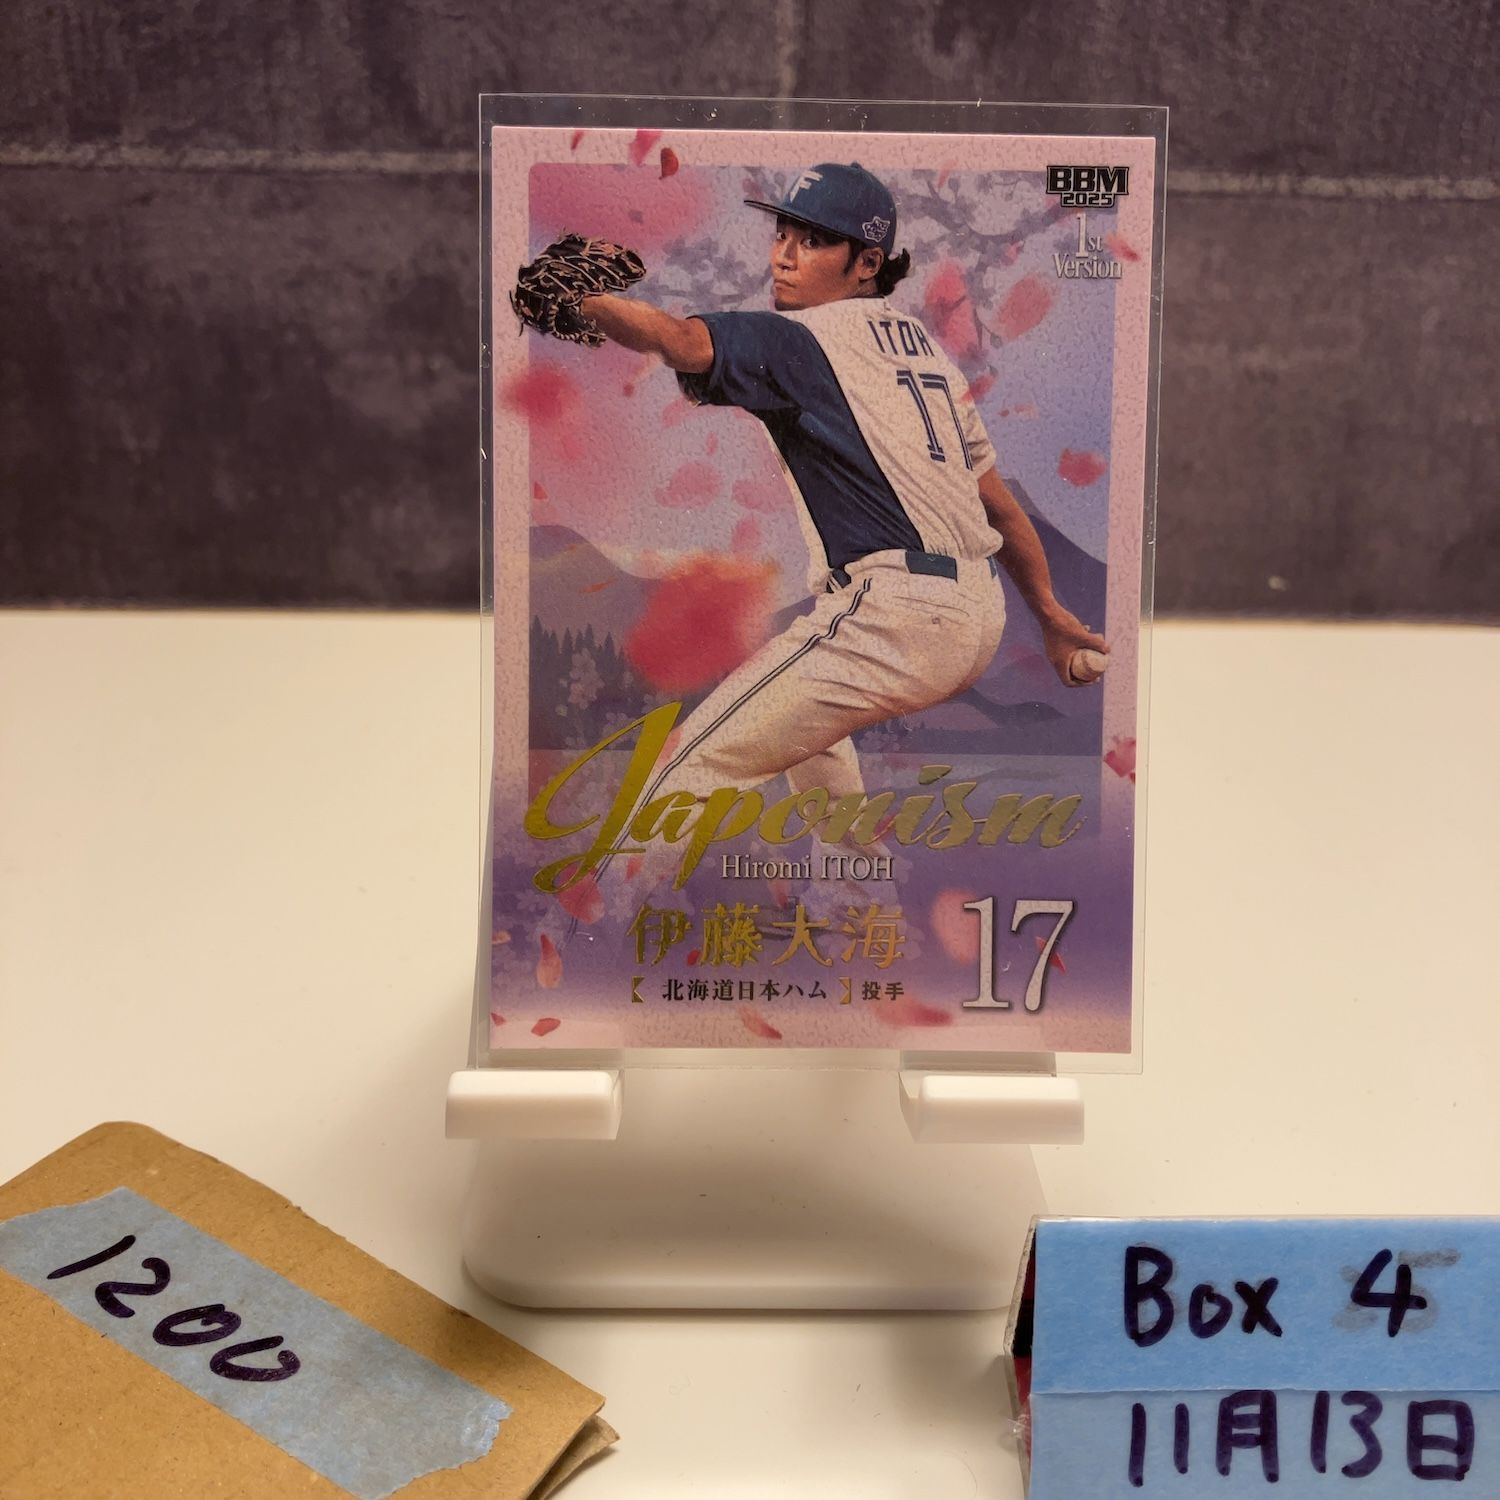 BBM
2025
1st
Version
F
ITOH
17
Japonism
Hiromi ITOH
伊藤大海
【 北海道日本ハム 】投手
17
1200
Box 4
11月13日